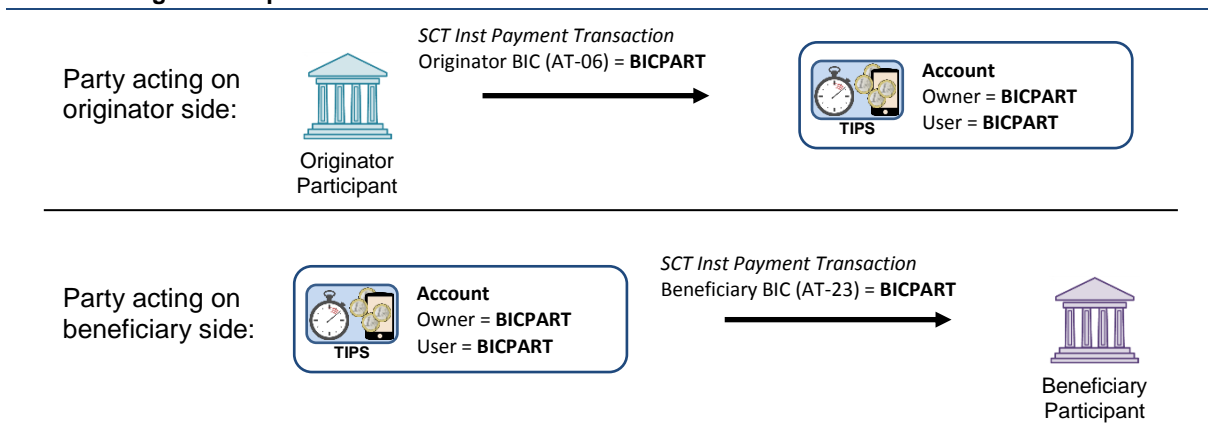 Party acting on
originator side:
Originator
Participant
SCT Inst Payment Transaction
Originator BIC (AT-06) = BICPART
TIPS
Account
Owner = BICPART
User = BICPART
Party acting on
beneficiary side:
TIPS
Account
Owner = BICPART
User = BICPART
SCT Inst Payment Transaction
Beneficiary BIC (AT-23) = BICPART
Beneficiary
Participant